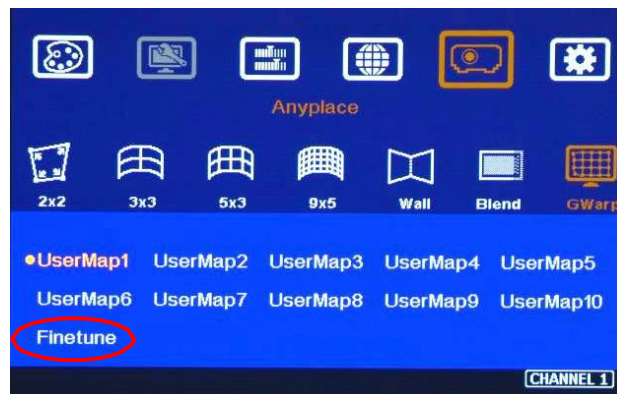 Anyplace
2x2 3x3 5x3 9x5 Wall Blend GWarp
UserMap1 UserMap2 UserMap3 UserMap4 UserMap5
UserMap6 UserMap7 UserMap8 UserMap9 UserMap10
Finetune
CHANNEL 1